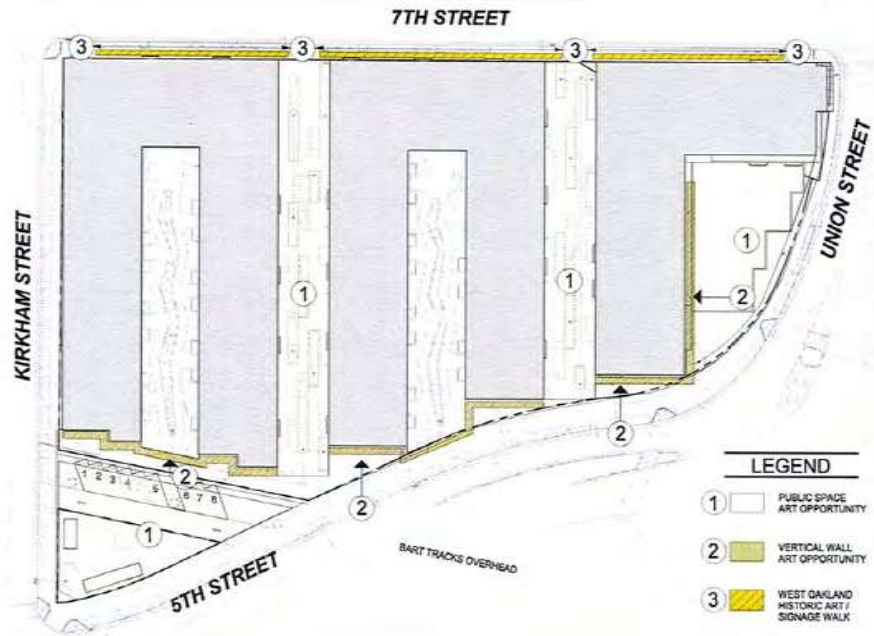 7TH STREET
3
3
3
3
KIRKHAM STREET
UNION STREET
1
1
1
2
2
2
2
1 2 3 4 5 6 7 8
1
5TH STREET
BART TRACKS OVERHEAD
LEGEND
1 PUBLIC SPACE
ART OPPORTUNITY
2 VERTICAL WALL
ART OPPORTUNITY
3 WEST OAKLAND
HISTORIC ART /
SIGNAGE WALK